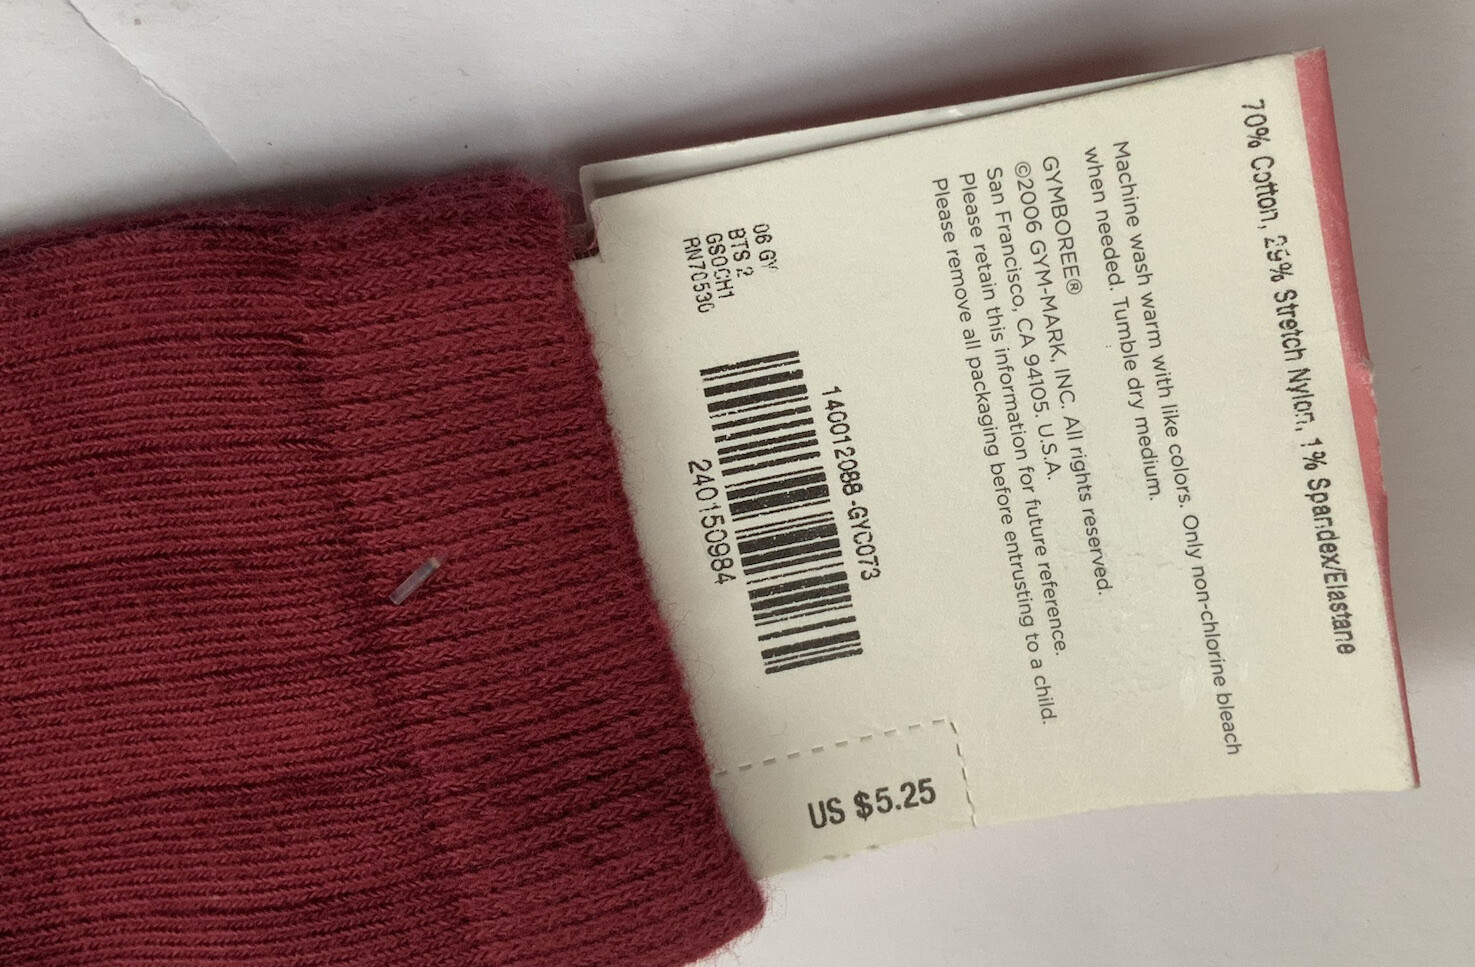 70% Cotton, 29% Stretch Nylon, 1% Spandex/Elastane
Machine wash warm with like colors. Only non-chlorine bleach
when needed. Tumble dry medium.
GYMBOREE®
©2006 GYM-MARK, INC. All rights reserved.
San Francisco, CA 94105. U.S.A.
Please retain this information for future reference.
Please remove all packaging before entrusting to a child.
06 GY
BTS 2
GSOCH1
RN70530
140012088-GYC073
240150984
US $5.25